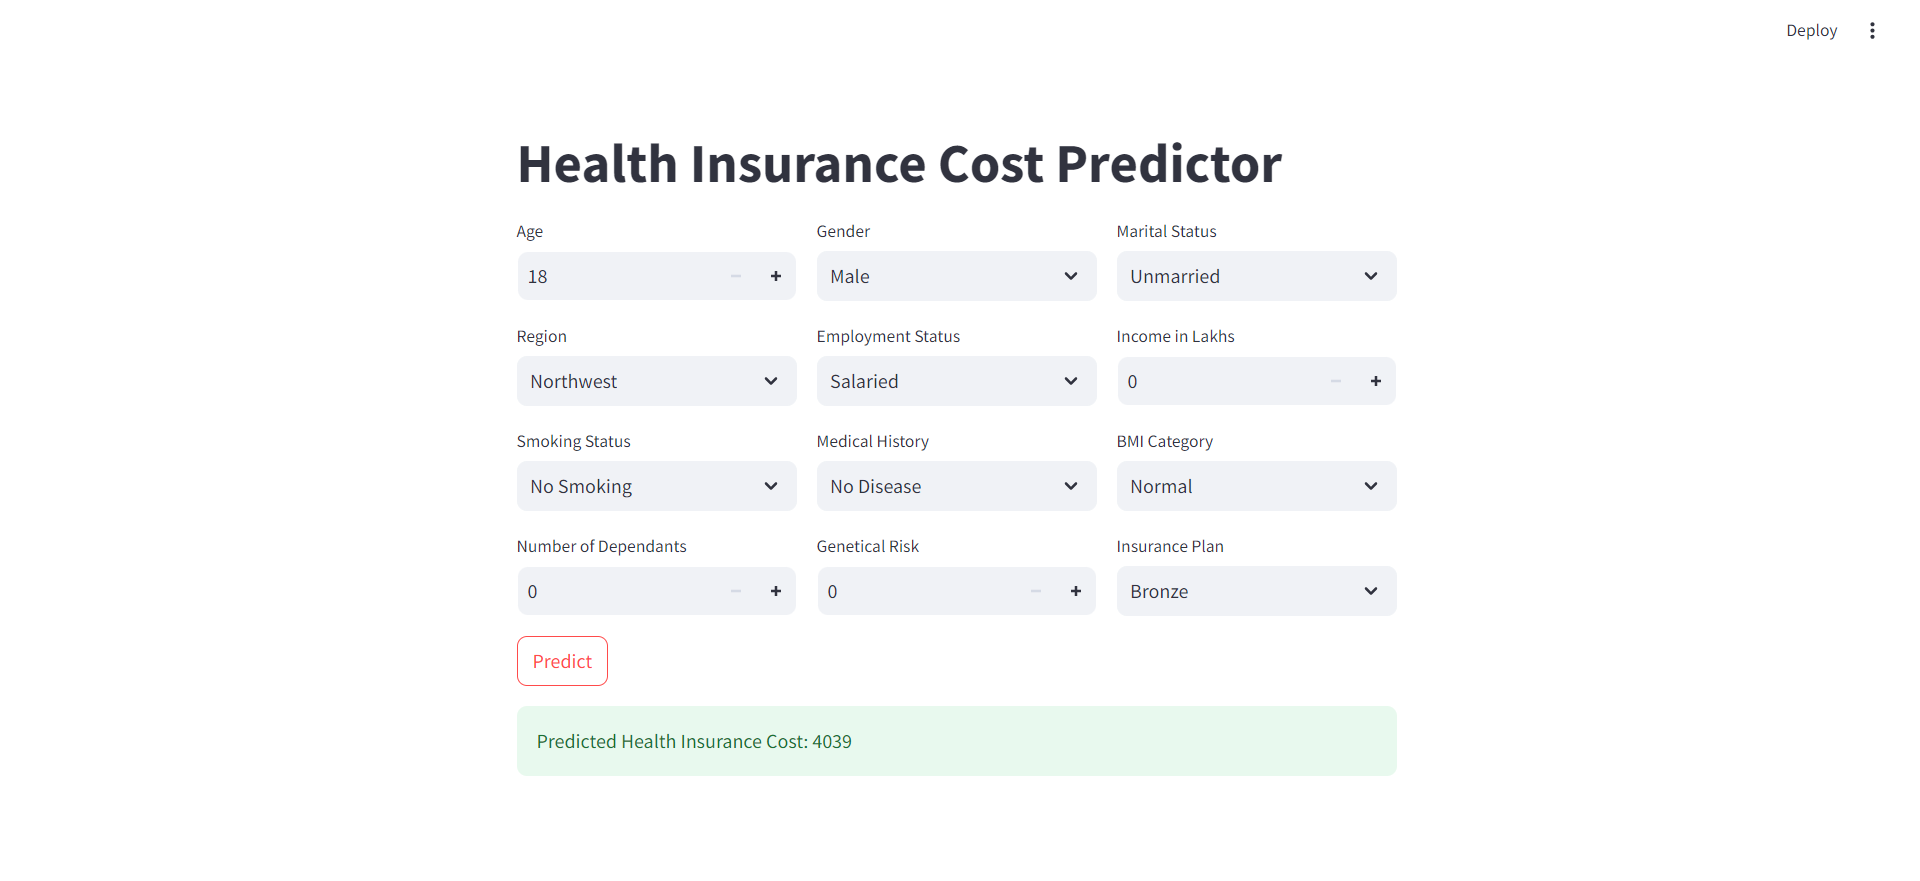 Deploy
Health Insurance Cost Predictor
Age Gender Marital Status
18 Male Unmarried
Region Employment Status Income in Lakhs
Northwest Salaried 0
Smoking Status Medical History BMI Category
No Smoking No Disease Normal
Number of Dependants Genetical Risk Insurance Plan
0 0 Bronze
Predict
Predicted Health Insurance Cost: 4039